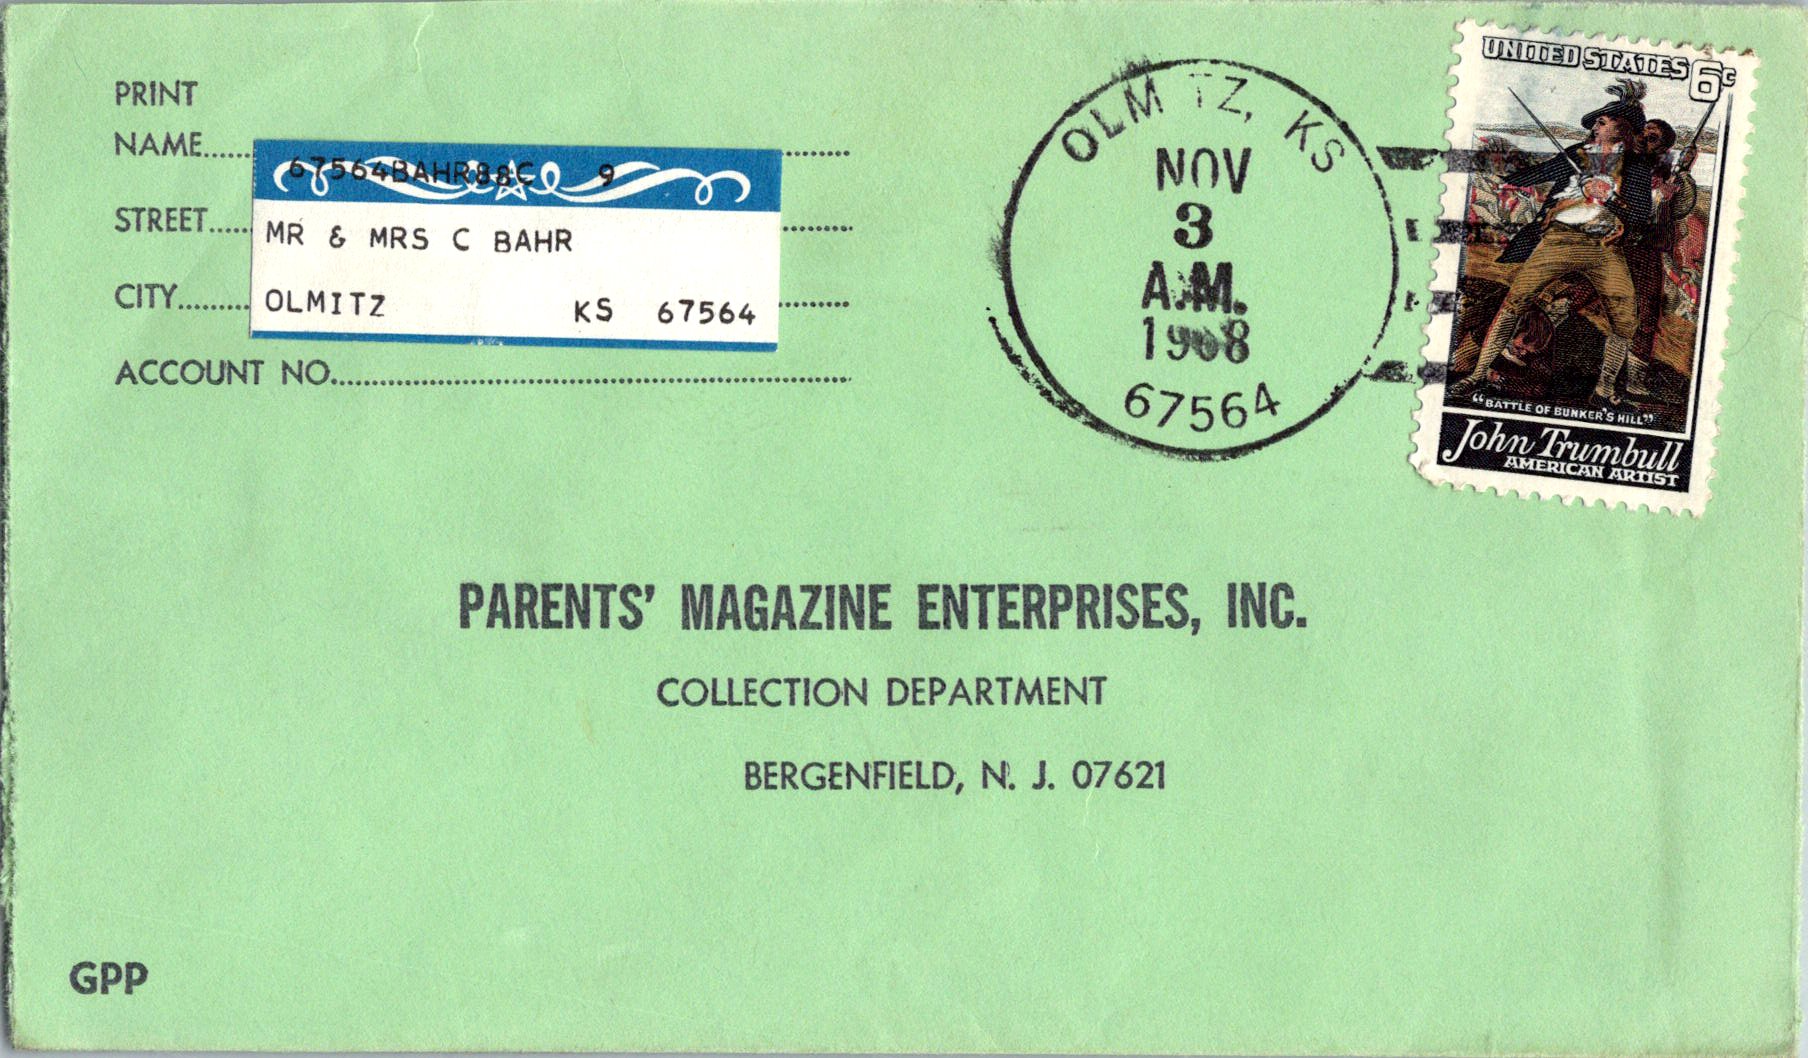 PRINT
NAME
67564BAHR88C 9
STREET
MR & MRS C BAHR
CITY
OLMITZ KS 67564
ACCOUNT NO.
OLMITZ, KS
NOV
3
A.M.
1968
67564
UNITED STATES 6c
"BATTLE OF BUNKER'S HILL"
John Trumbull
AMERICAN ARTIST
PARENTS' MAGAZINE ENTERPRISES, INC.
COLLECTION DEPARTMENT
BERGENFIELD, N. J. 07621
GPP